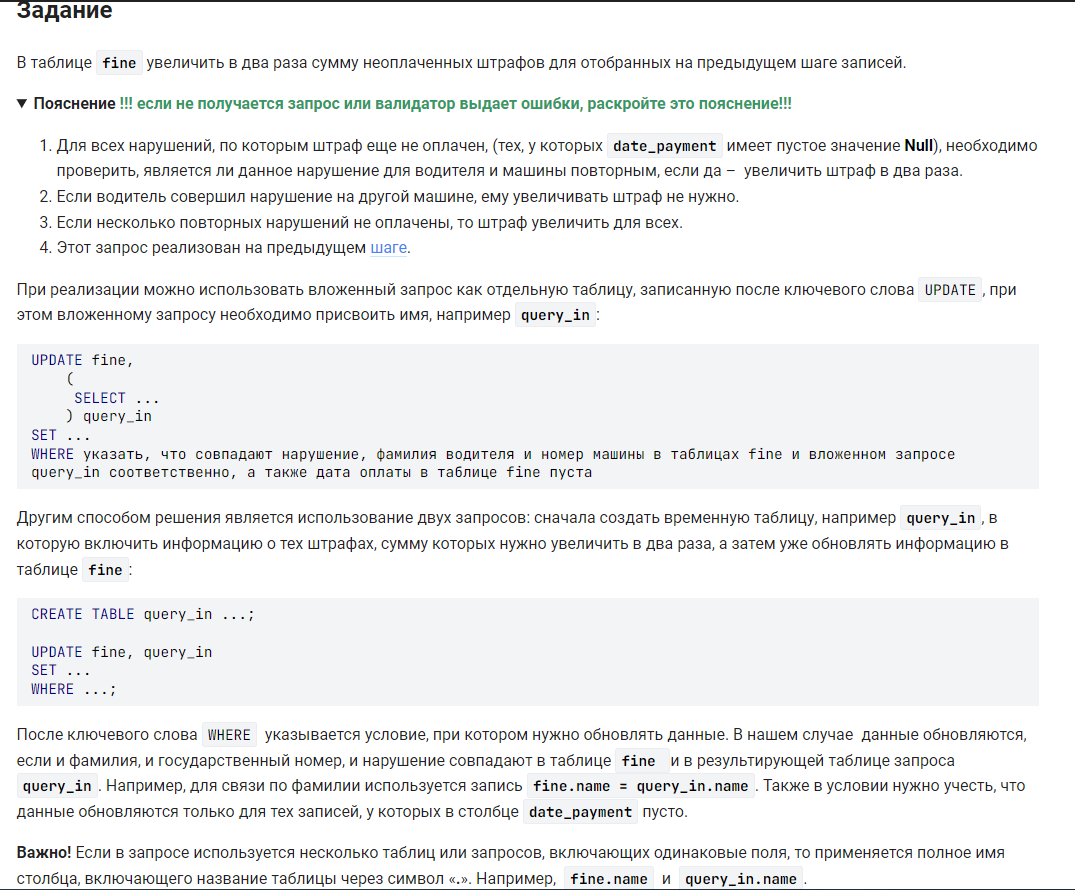 Задание
В таблице fine увеличить в два раза сумму неоплаченных штрафов для отобранных на предыдущем шаге записей.
▼ Пояснение !!! если не получается запрос или валидатор выдает ошибки, раскройте это пояснение!!!
1. Для всех нарушений, по которым штраф еще не оплачен, (тех, у которых date_payment имеет пустое значение Null), необходимо
проверить, является ли данное нарушение для водителя и машины повторным, если да – увеличить штраф в два раза.
2. Если водитель совершил нарушение на другой машине, ему увеличивать штраф не нужно.
3. Если несколько повторных нарушений не оплачены, то штраф увеличить для всех.
4. Этот запрос реализован на предыдущем шаге.
При реализации можно использовать вложенный запрос как отдельную таблицу, записанную после ключевого слова UPDATE, при
этом вложенному запросу необходимо присвоить имя, например query_in:
UPDATE fine,
(
SELECT ...
) query_in
SET ...
WHERE указать, что совпадают нарушение, фамилия водителя и номер машины в таблицах fine и вложенном запросе
query_in соответственно, а также дата оплаты в таблице fine пуста
Другим способом решения является использование двух запросов: сначала создать временную таблицу, например query_in, в
которую включить информацию о тех штрафах, сумму которых нужно увеличить в два раза, а затем уже обновлять информацию в
таблице fine:
CREATE TABLE query_in ...;
UPDATE fine, query_in
SET ...
WHERE ...;
После ключевого слова WHERE указывается условие, при котором нужно обновлять данные. В нашем случае данные обновляются,
если и фамилия, и государственный номер, и нарушение совпадают в таблице fine и в результирующей таблице запроса
query_in. Например, для связи по фамилии используется запись fine.name = query_in.name. Также в условии нужно учесть, что
данные обновляются только для тех записей, у которых в столбце date_payment пусто.
Важно! Если в запросе используется несколько таблиц или запросов, включающих одинаковые поля, то применяется полное имя
столбца, включающего название таблицы через символ «.». Например, fine.name и query_in.name.